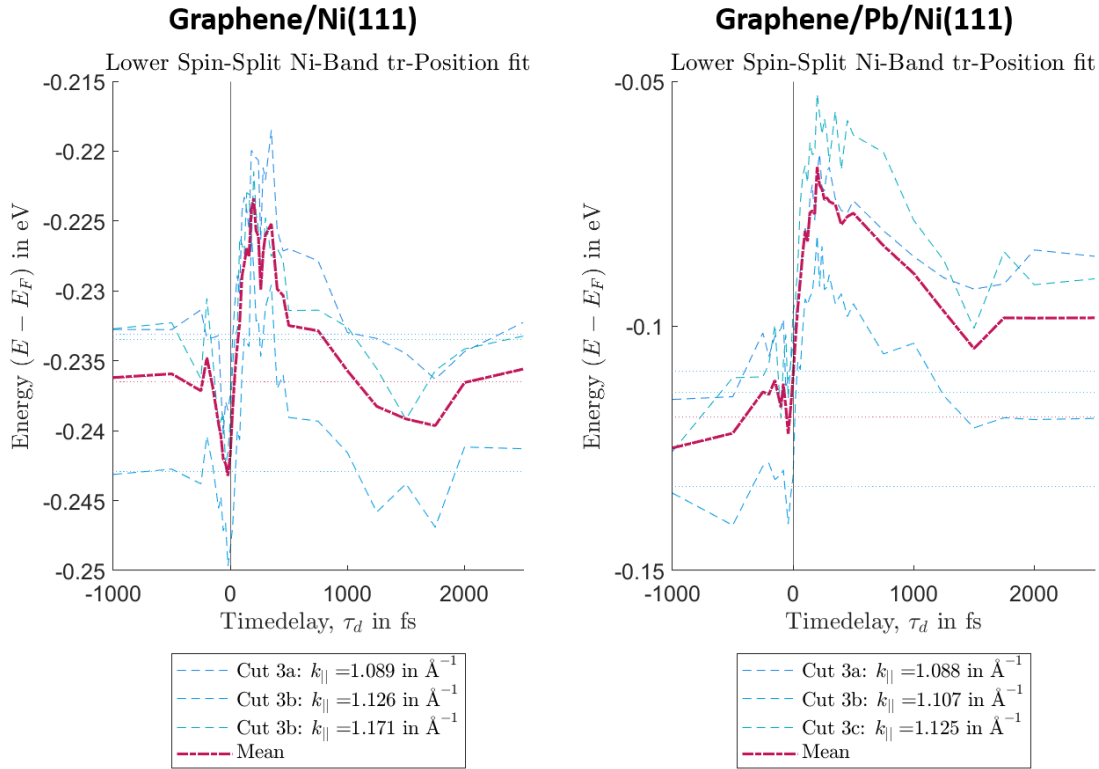 Graphene/Ni(111)
Lower Spin-Split Ni-Band tr-Position fit
-0.215
-0.22
-0.225
-0.23
-0.235
-0.24
-0.245
-0.25
Energy (E − E_F) in eV
-1000 0 1000 2000
Timedelay, τ_d in fs
Cut 3a: k_|| =1.089 in Å^−1
Cut 3b: k_|| =1.126 in Å^−1
Cut 3b: k_|| =1.171 in Å^−1
Mean
Graphene/Pb/Ni(111)
Lower Spin-Split Ni-Band tr-Position fit
-0.05
-0.1
-0.15
Energy (E − E_F) in eV
-1000 0 1000 2000
Timedelay, τ_d in fs
Cut 3a: k_|| =1.088 in Å^−1
Cut 3b: k_|| =1.107 in Å^−1
Cut 3c: k_|| =1.125 in Å^−1
Mean